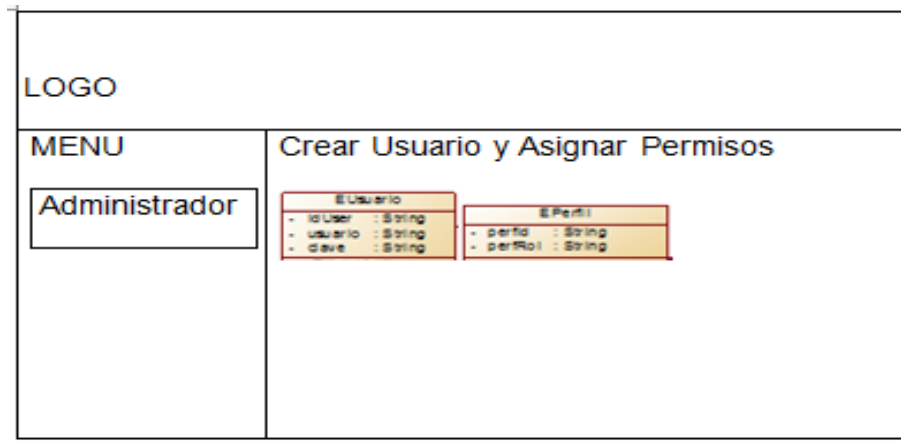 LOGO
MENU
Crear Usuario y Asignar Permisos
Administrador
EUsuario
- idUser : String
- usuario : String
- clave : String
EPerfil
- perfId : String
- perfRol : String